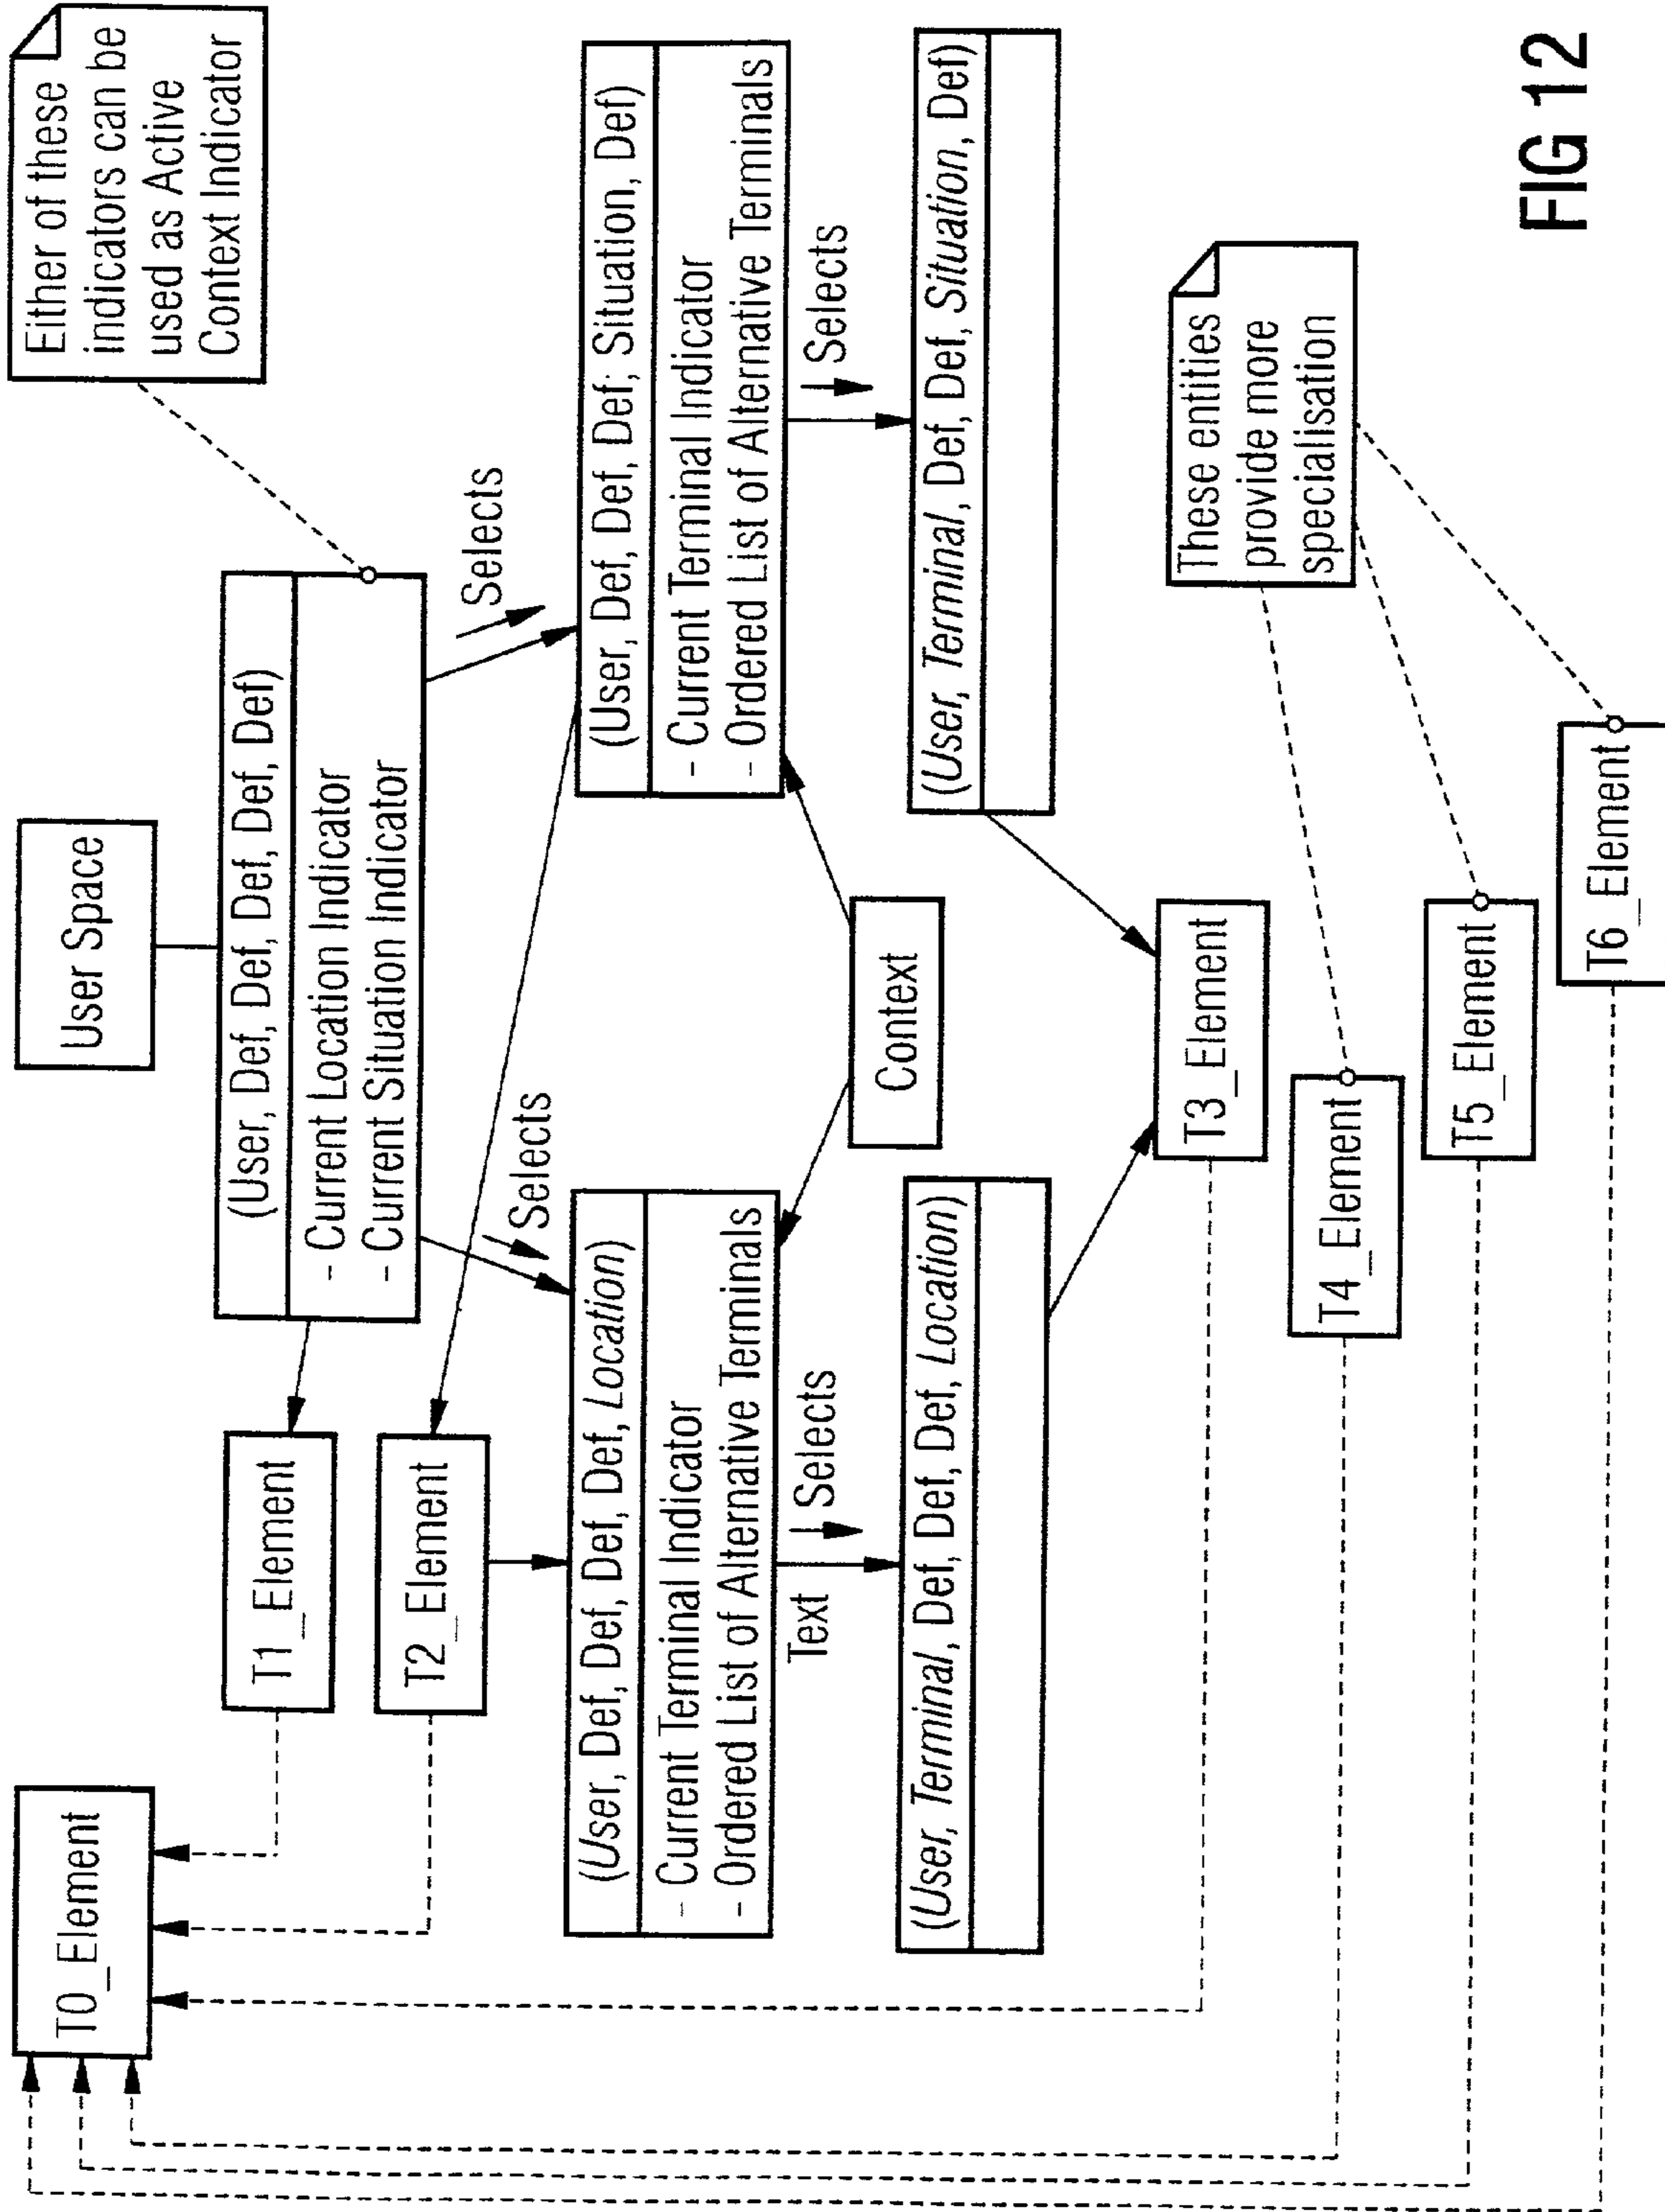 T0_Element
User Space
Either of these
indicators can be
used as Active
Context Indicator
T1_Element
(User, Def, Def, Def, Def, Def)
- Current Location Indicator
- Current Situation Indicator
T2_Element
Selects
Selects
(User, Def, Def, Def, Def, Location)
- Current Terminal Indicator
- Ordered List of Alternative Terminals
(User, Def, Def, Def; Situation, Def)
- Current Terminal Indicator
- Ordered List of Alternative Terminals
Text
Selects
Context
Selects
(User, Terminal, Def, Def, Def, Location)
(User, Terminal, Def, Def, Situation, Def)
T3_Element
These entities
provide more
specialisation
T4_Element
T5_Element
T6_Element
FIG 12